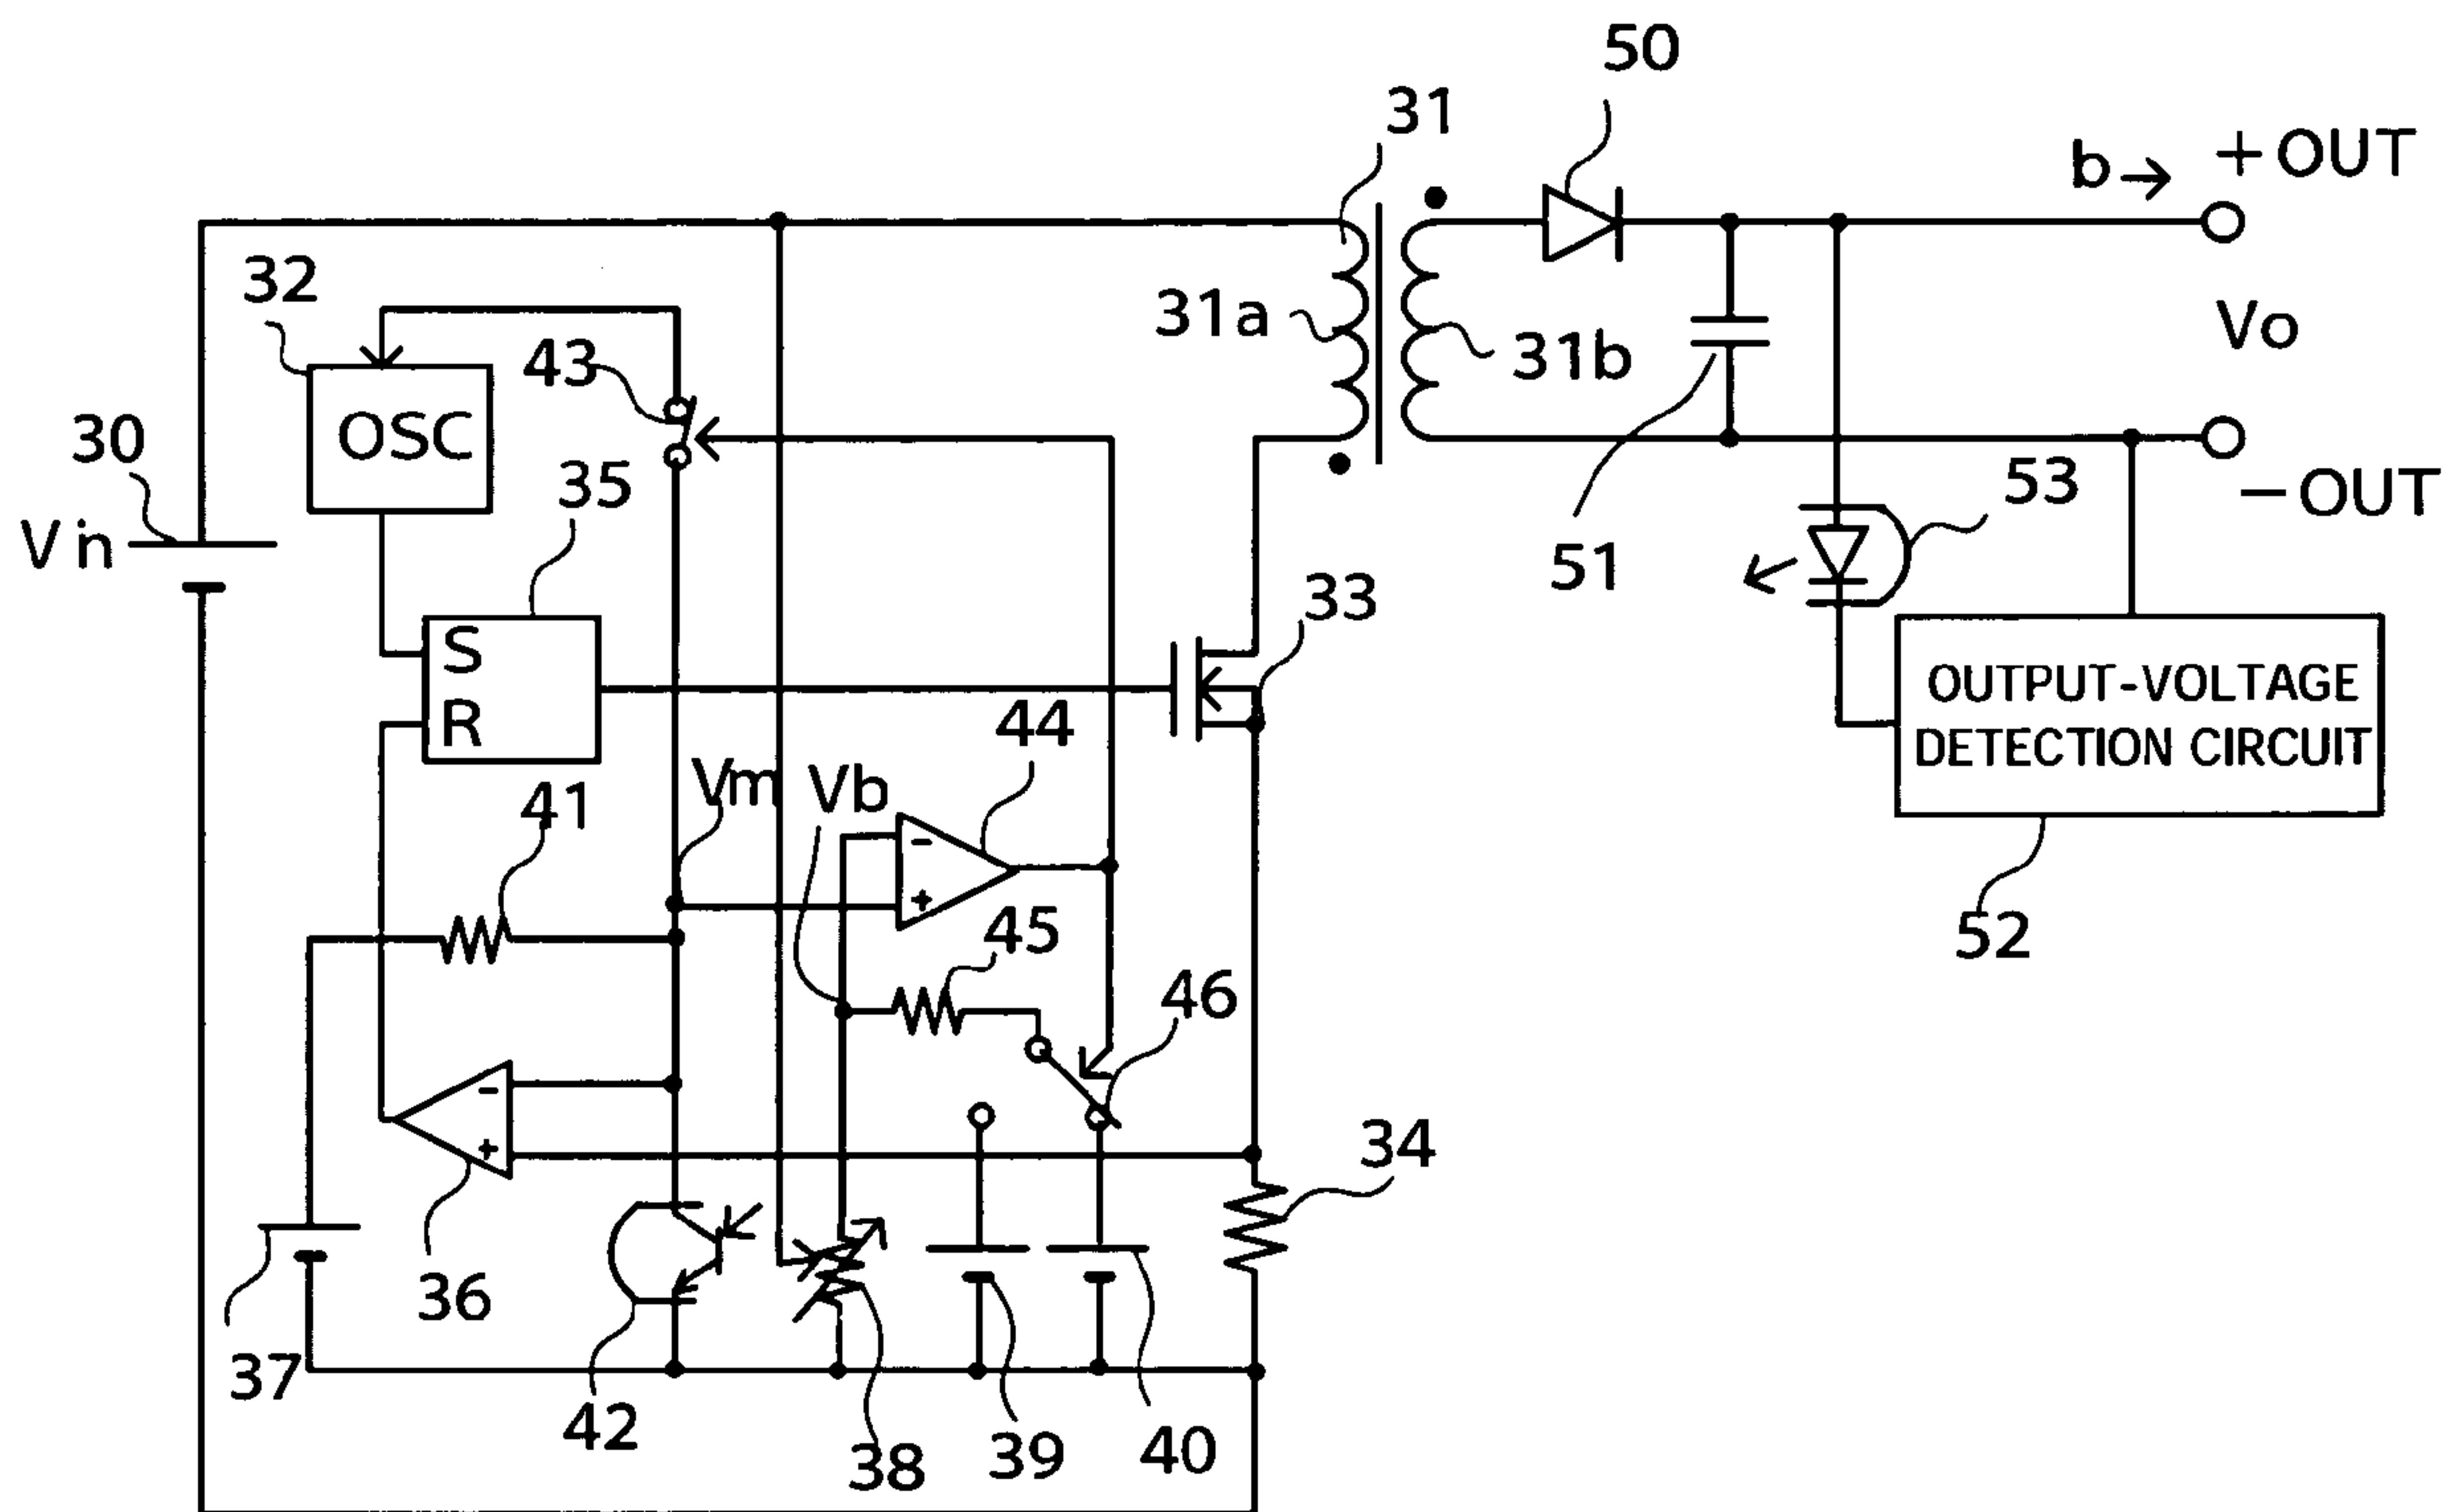 50
31
b
+OUT
32
31a
31b
Vo
43
30
OSC
35
53
−OUT
Vin
51
33
S
R
44
OUTPUT-VOLTAGE
DETECTION CIRCUIT
Vm
Vb
41
-
+
45
52
46
-
+
34
36
37
42
38
39
40